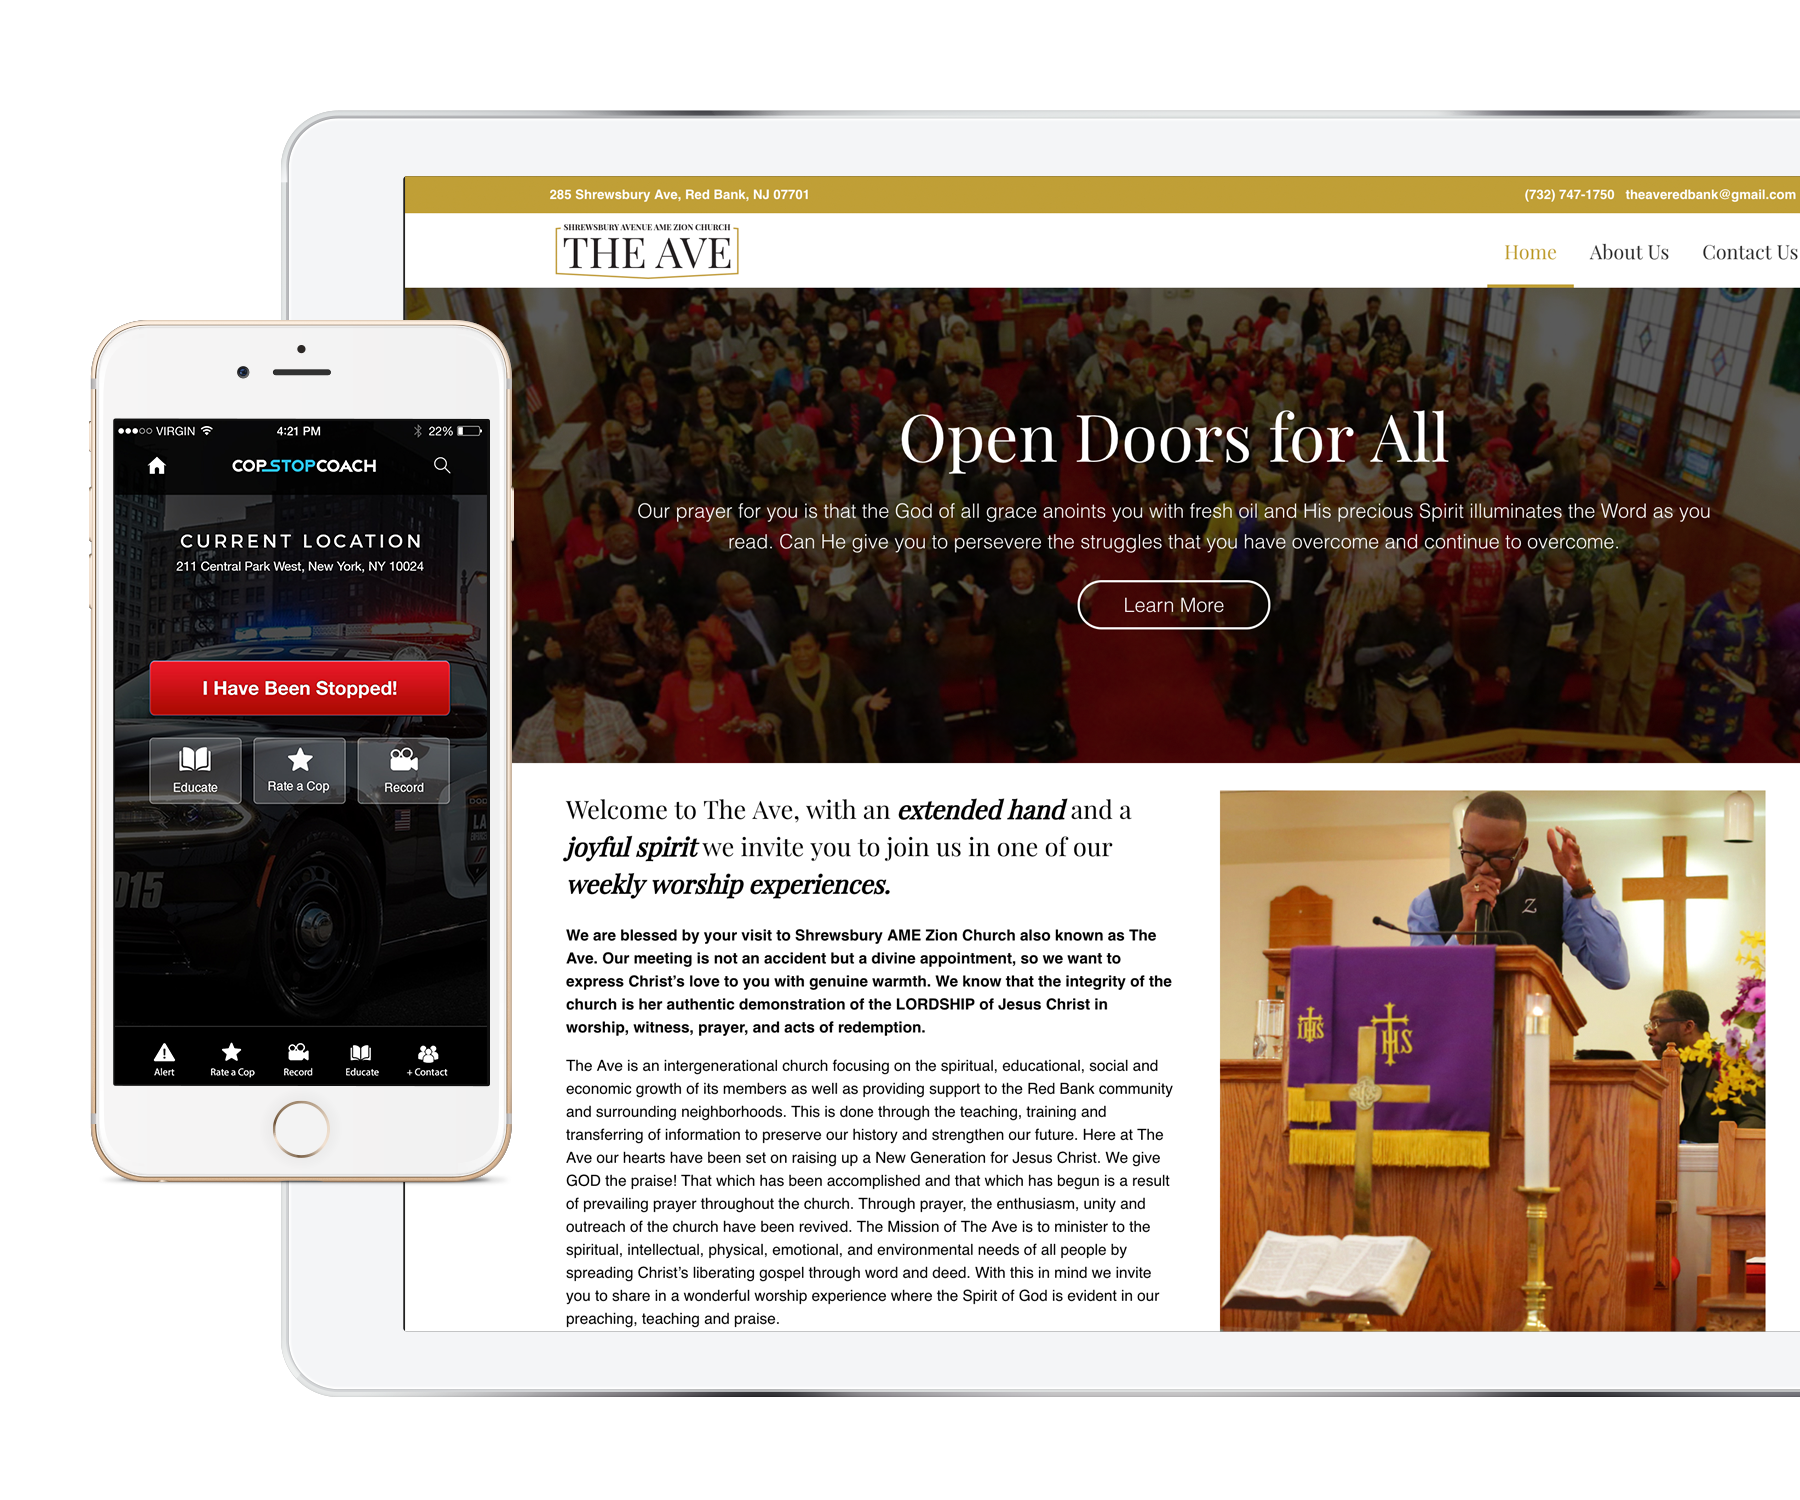 285 Shrewsbury Ave, Red Bank, NJ 07701
(732) 747-1750 theaveredbank@gmail.com
SHREWSBURY AVENUE AME ZION CHURCH
THE AVE
Home About Us Contact Us
Open Doors for All
Our prayer for you is that the God of all grace anoints you with fresh oil and His precious Spirit illuminates the Word as you
read. Can He give you to persevere the struggles that you have overcome and continue to overcome.
Learn More
Welcome to The Ave, with an extended hand and a
joyful spirit we invite you to join us in one of our
weekly worship experiences.
We are blessed by your visit to Shrewsbury AME Zion Church also known as The
Ave. Our meeting is not an accident but a divine appointment, so we want to
express Christ's love to you with genuine warmth. We know that the integrity of the
church is her authentic demonstration of the LORDSHIP of Jesus Christ in
worship, witness, prayer, and acts of redemption.
The Ave is an intergenerational church focusing on the spiritual, educational, social and
economic growth of its members as well as providing support to the Red Bank community
and surrounding neighborhoods. This is done through the teaching, training and
transferring of information to preserve our history and strengthen our future. Here at The
Ave our hearts have been set on raising up a New Generation for Jesus Christ. We give
GOD the praise! That which has been accomplished and that which has begun is a result
of prevailing prayer throughout the church. Through prayer, the enthusiasm, unity and
outreach of the church have been revived. The Mission of The Ave is to minister to the
spiritual, intellectual, physical, emotional, and environmental needs of all people by
spreading Christ's liberating gospel through word and deed. With this in mind we invite
you to share in a wonderful worship experience where the Spirit of God is evident in our
preaching, teaching and praise.
Z
IHS
IHS
VIRGIN 4:21 PM 22%
COPSTOPCOACH
CURRENT LOCATION
211 Central Park West, New York, NY 10024
I Have Been Stopped!
Educate Rate a Cop Record
015
Alert Rate a Cop Record Educate + Contact